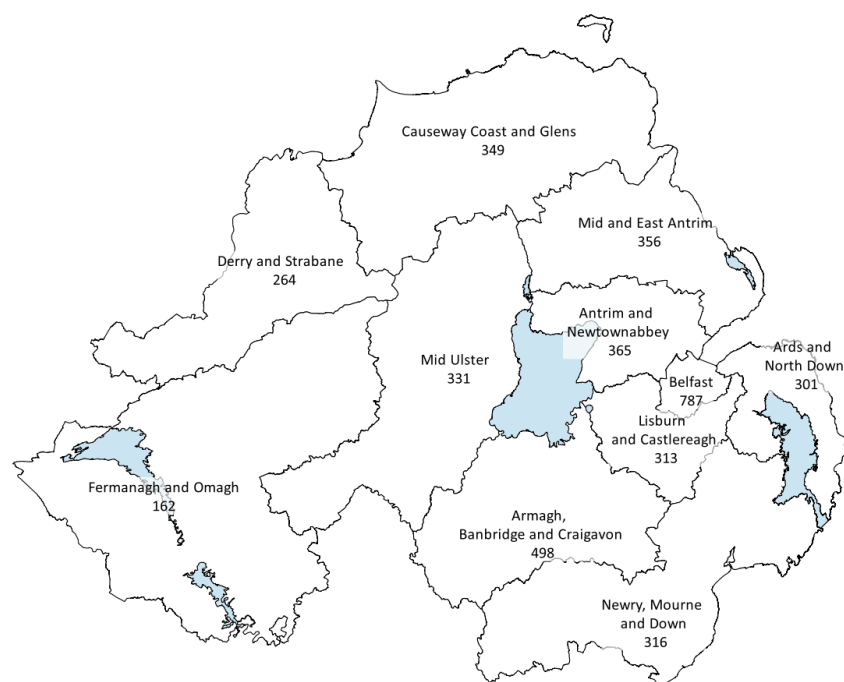 Causeway Coast and Glens
349
Mid and East Antrim
356
Derry and Strabane
264
Antrim and
Newtownabbey
365
Ards and
North Down
301
Mid Ulster
331
Belfast
787
Lisburn
and Castlereagh
313
Fermanagh and Omagh
162
Armagh,
Banbridge and Craigavon
498
Newry, Mourne
and Down
316